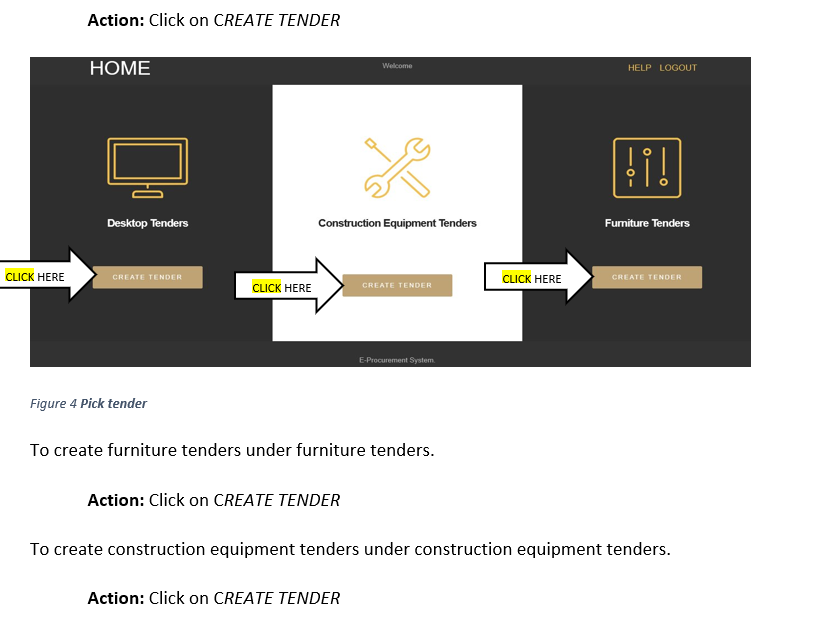 Action: Click on CREATE TENDER
HOME
Welcome
HELP LOGOUT
Desktop Tenders
Construction Equipment Tenders
Furniture Tenders
CLICK HERE
CREATE TENDER
CLICK HERE
CREATE TENDER
CLICK HERE
CREATE TENDER
E-Procurement System.
Figure 4 Pick tender
To create furniture tenders under furniture tenders.
Action: Click on CREATE TENDER
To create construction equipment tenders under construction equipment tenders.
Action: Click on CREATE TENDER